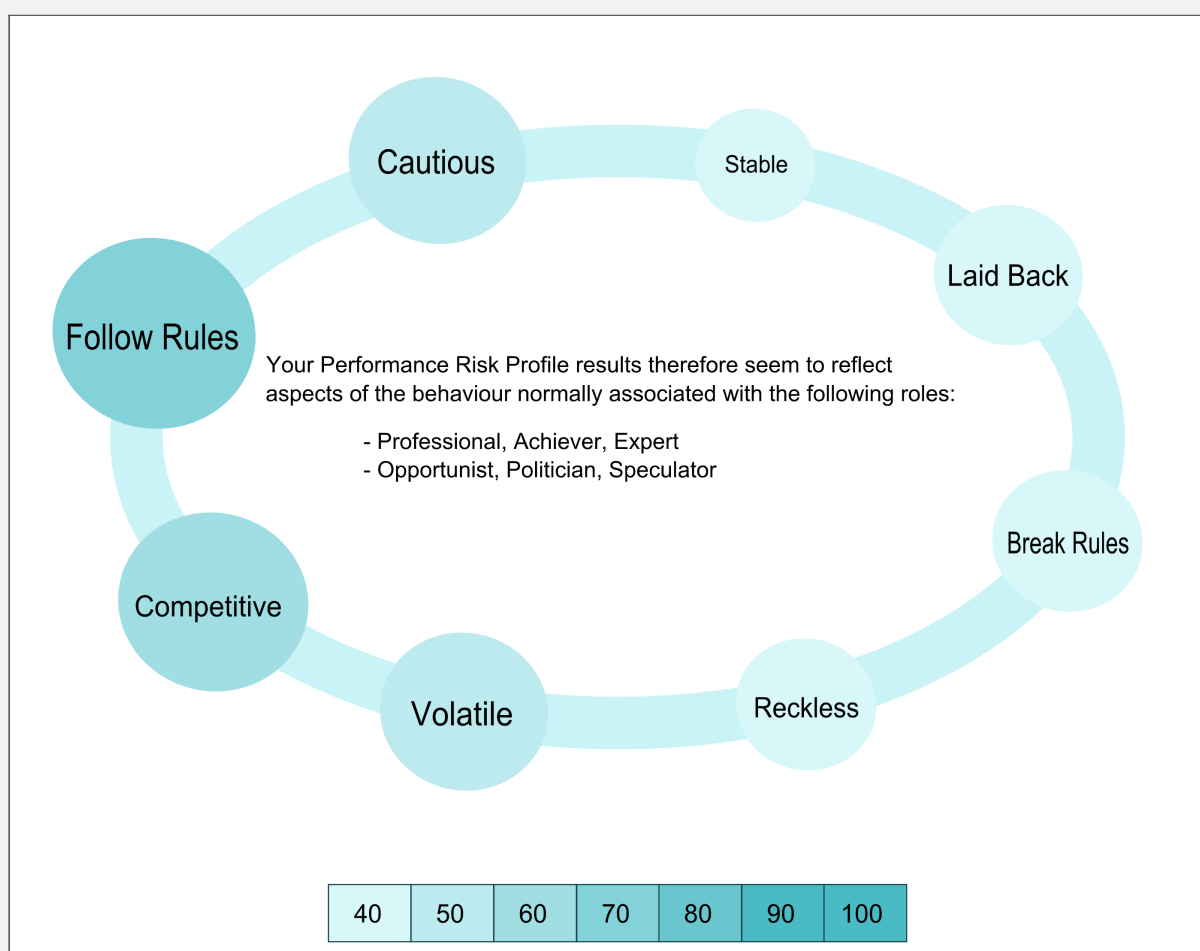 Cautious
Stable
Laid Back
Follow Rules
Your Performance Risk Profile results therefore seem to reflect
aspects of the behaviour normally associated with the following roles:
- Professional, Achiever, Expert
- Opportunist, Politician, Speculator
Break Rules
Competitive
Volatile
Reckless
40 50 60 70 80 90 100